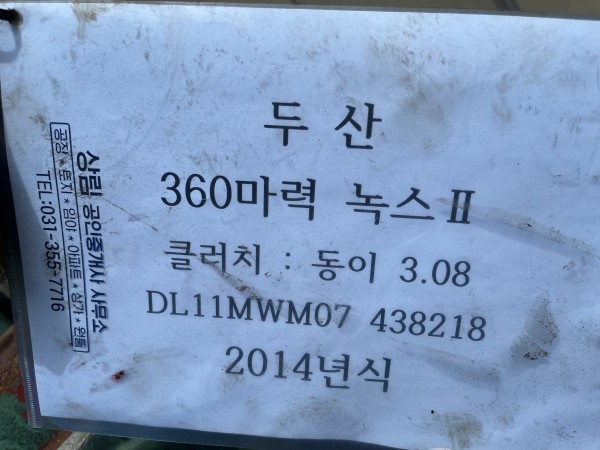 두 산
360마력 녹스Ⅱ
클러치 : 동이 3.08
DL11MWM07 438218
2014년식
삼림 공인중개사 사무소
공장*토지*임야*아파트*상가*원룸
TEL:031-355-7716